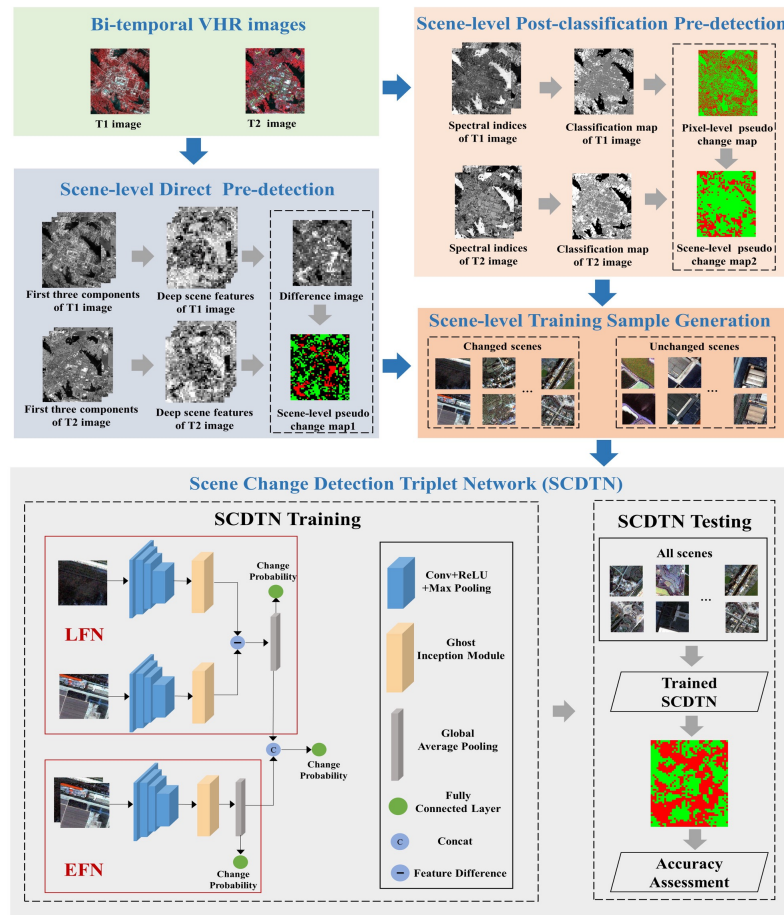 Bi-temporal VHR images
T1 image
T2 image
Scene-level Post-classification Pre-detection
Spectral indices
of T1 image
Classification map
of T1 image
Pixel-level pseudo
change map
Spectral indices
of T2 image
Classification map
of T2 image
Scene-level pseudo
change map2
Scene-level Direct Pre-detection
First three components
of T1 image
Deep scene features
of T1 image
Difference image
First three components
of T2 image
Deep scene features
of T2 image
Scene-level pseudo
change map1
Scene-level Training Sample Generation
Changed scenes
...
Unchanged scenes
...
Scene Change Detection Triplet Network (SCDTN)
SCDTN Training
LFN
Change
Probability
C
Change
Probability
EFN
Change
Probability
Conv+ReLU
+Max Pooling
Ghost
Inception Module
Global
Average Pooling
Fully
Connected Layer
C
Concat
Feature Difference
SCDTN Testing
All scenes
...
Trained
SCDTN
Accuracy
Assessment